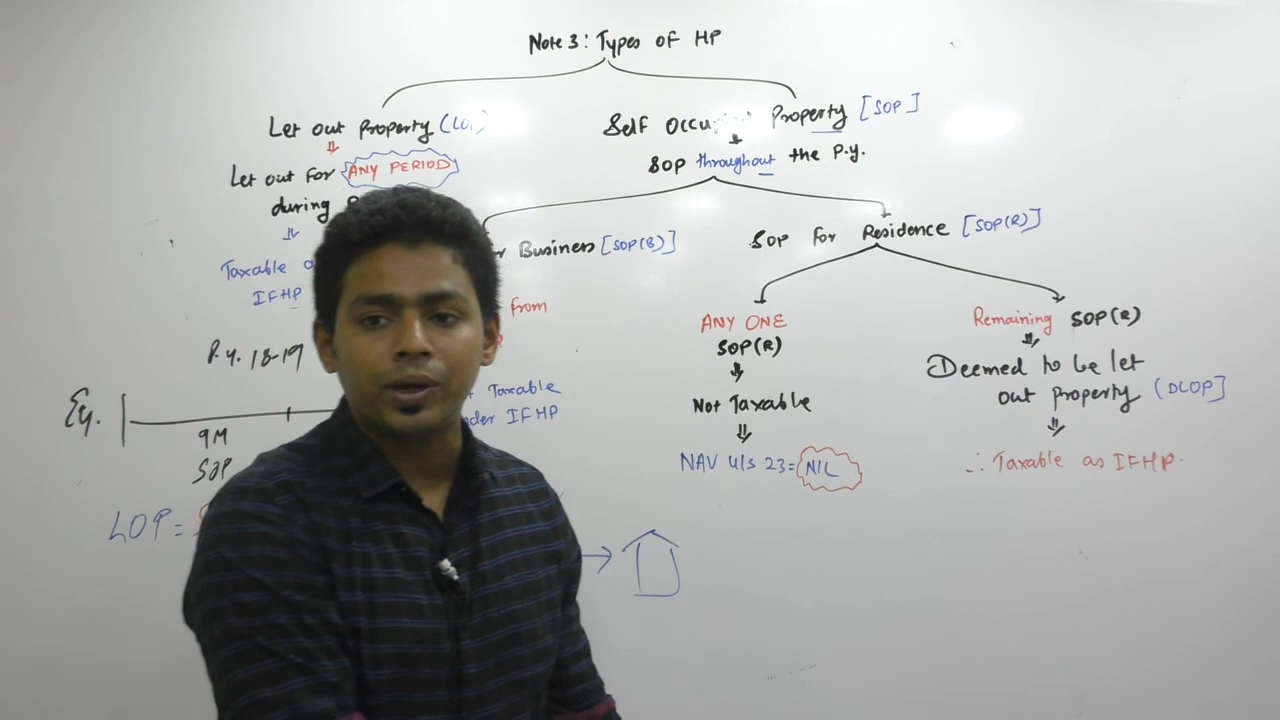 Note 3: Types of HP
Let out Property (LOP)
Let out for ANY PERIOD
during
Taxable
IFHP
P.Y. 18-19
Eg.
9M
SOP
LOP =
Property [SOP]
Self
SOP throughout the P.Y.
Business [SOP(B)]
from
Taxable
IFHP
SOP for Residence [SOP(R)]
ANY ONE
SOP(R)
Not Taxable
NAV u/s 23 = NIL
Remaining SOP(R)
Deemed to be let
out property (DLOP]
∴ Taxable as IFHP.